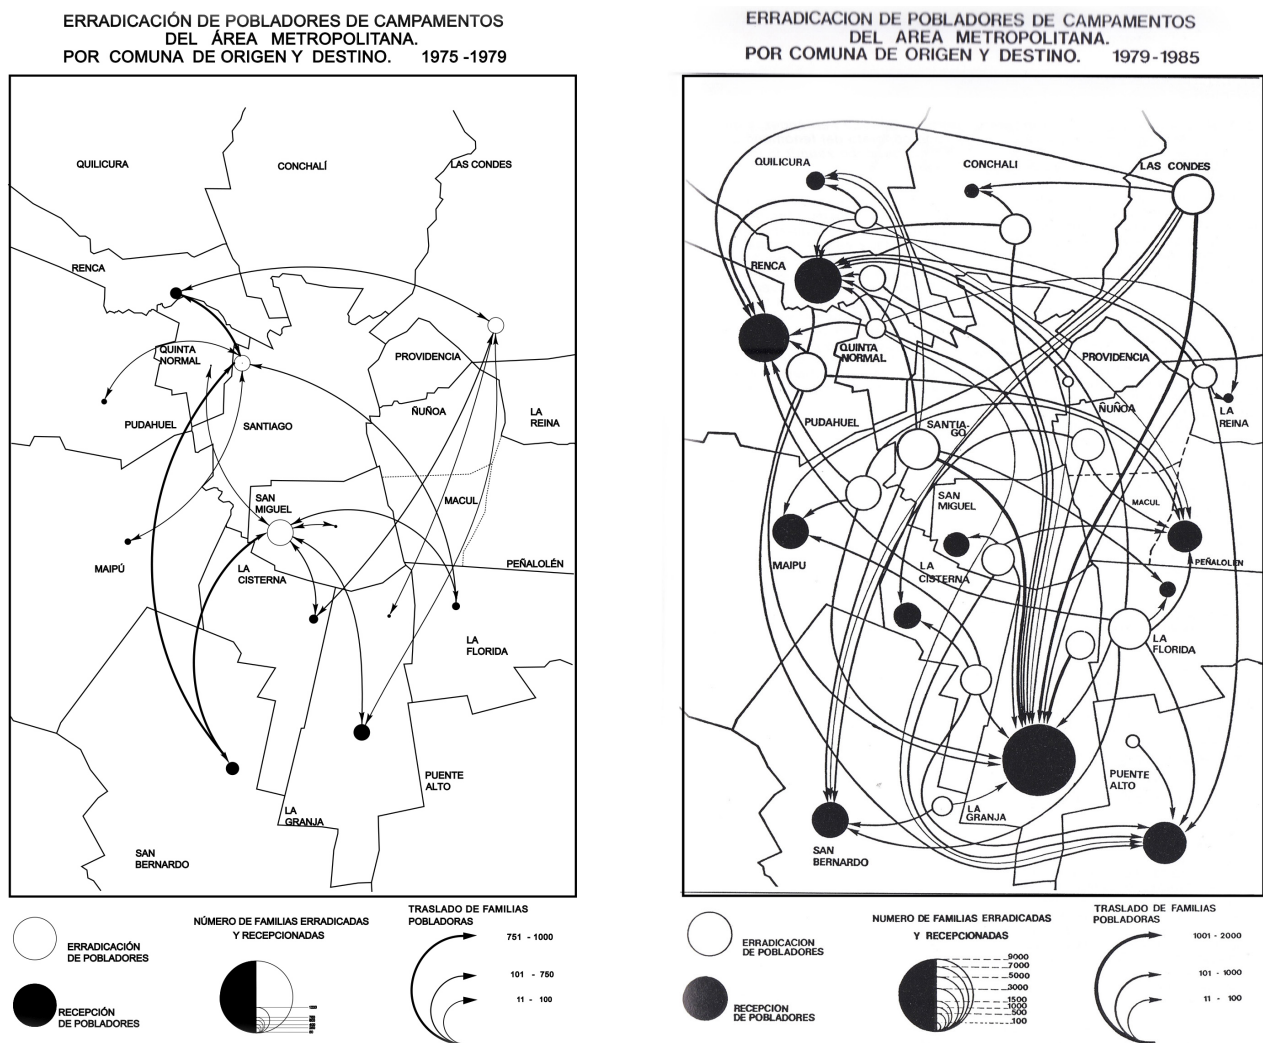 ERRADICACIÓN DE POBLADORES DE CAMPAMENTOS
DEL ÁREA METROPOLITANA.
POR COMUNA DE ORIGEN Y DESTINO. 1975 -1979
QUILICURA
CONCHALÍ
LAS CONDES
RENCA
QUINTA
NORMAL
PROVIDENCIA
ÑUÑOA
LA
REINA
PUDAHUEL
SANTIAGO
SAN
MIGUEL
MACUL
MAIPÚ
LA
CISTERNA
PEÑALOLÉN
LA
FLORIDA
PUENTE
ALTO
LA
GRANJA
SAN
BERNARDO
ERRADICACIÓN
DE POBLADORES
RECEPCIÓN
DE POBLADORES
NÚMERO DE FAMILIAS ERRADICADAS
Y RECEPCIONADAS
TRASLADO DE FAMILIAS
POBLADORAS
751 - 1000
101 - 750
11 - 100
ERRADICACION DE POBLADORES DE CAMPAMENTOS
DEL AREA METROPOLITANA.
POR COMUNA DE ORIGEN Y DESTINO. 1979-1985
QUILICURA
CONCHALI
LAS CONDES
RENCA
QUINTA
NORMAL
PROVIDENCIA
ÑUÑOA
LA
REINA
PUDAHUEL
SANTIA-
GO
SAN
MIGUEL
MACUL
MAIPU
LA
CISTERNA
PEÑALOLEN
LA
FLORIDA
PUENTE
ALTO
LA
GRANJA
SAN
BERNARDO
ERRADICACION
DE POBLADORES
RECEPCIÓN
DE POBLADORES
NUMERO DE FAMILIAS ERRADICADAS
Y RECEPCIONADAS
9000
7000
5000
3000
1500
1000
500
100
TRASLADO DE FAMILIAS
POBLADORAS
1001 - 2000
101 - 1000
11 - 100